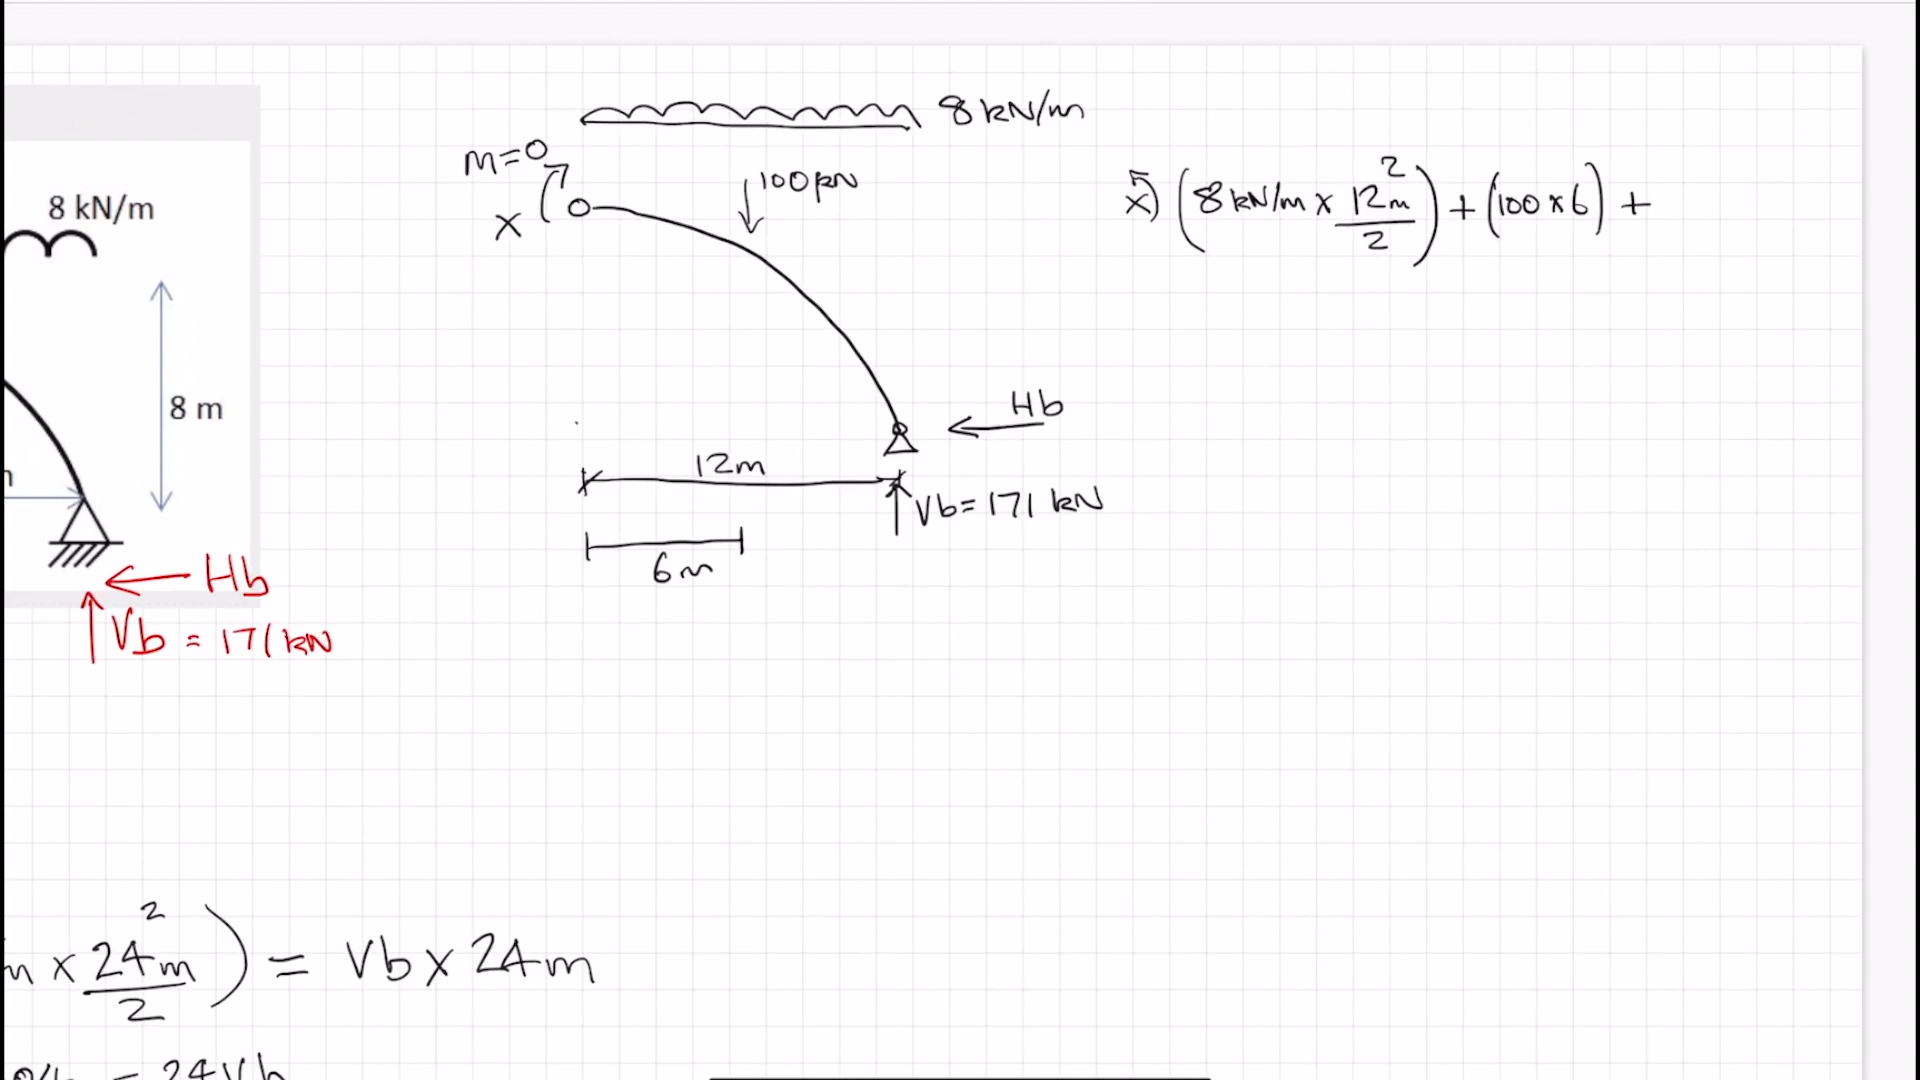 8 kN/m
8 m
Hb
Vb = 171 kN
8 kN/m
m=0
x
100 kN
Hb
12m
Vb = 171 kN
6m
x) (8 kN/m x 12m²/2) + (100 x 6) +
m x 24m²/2) = Vb x 24m
= 24Vb